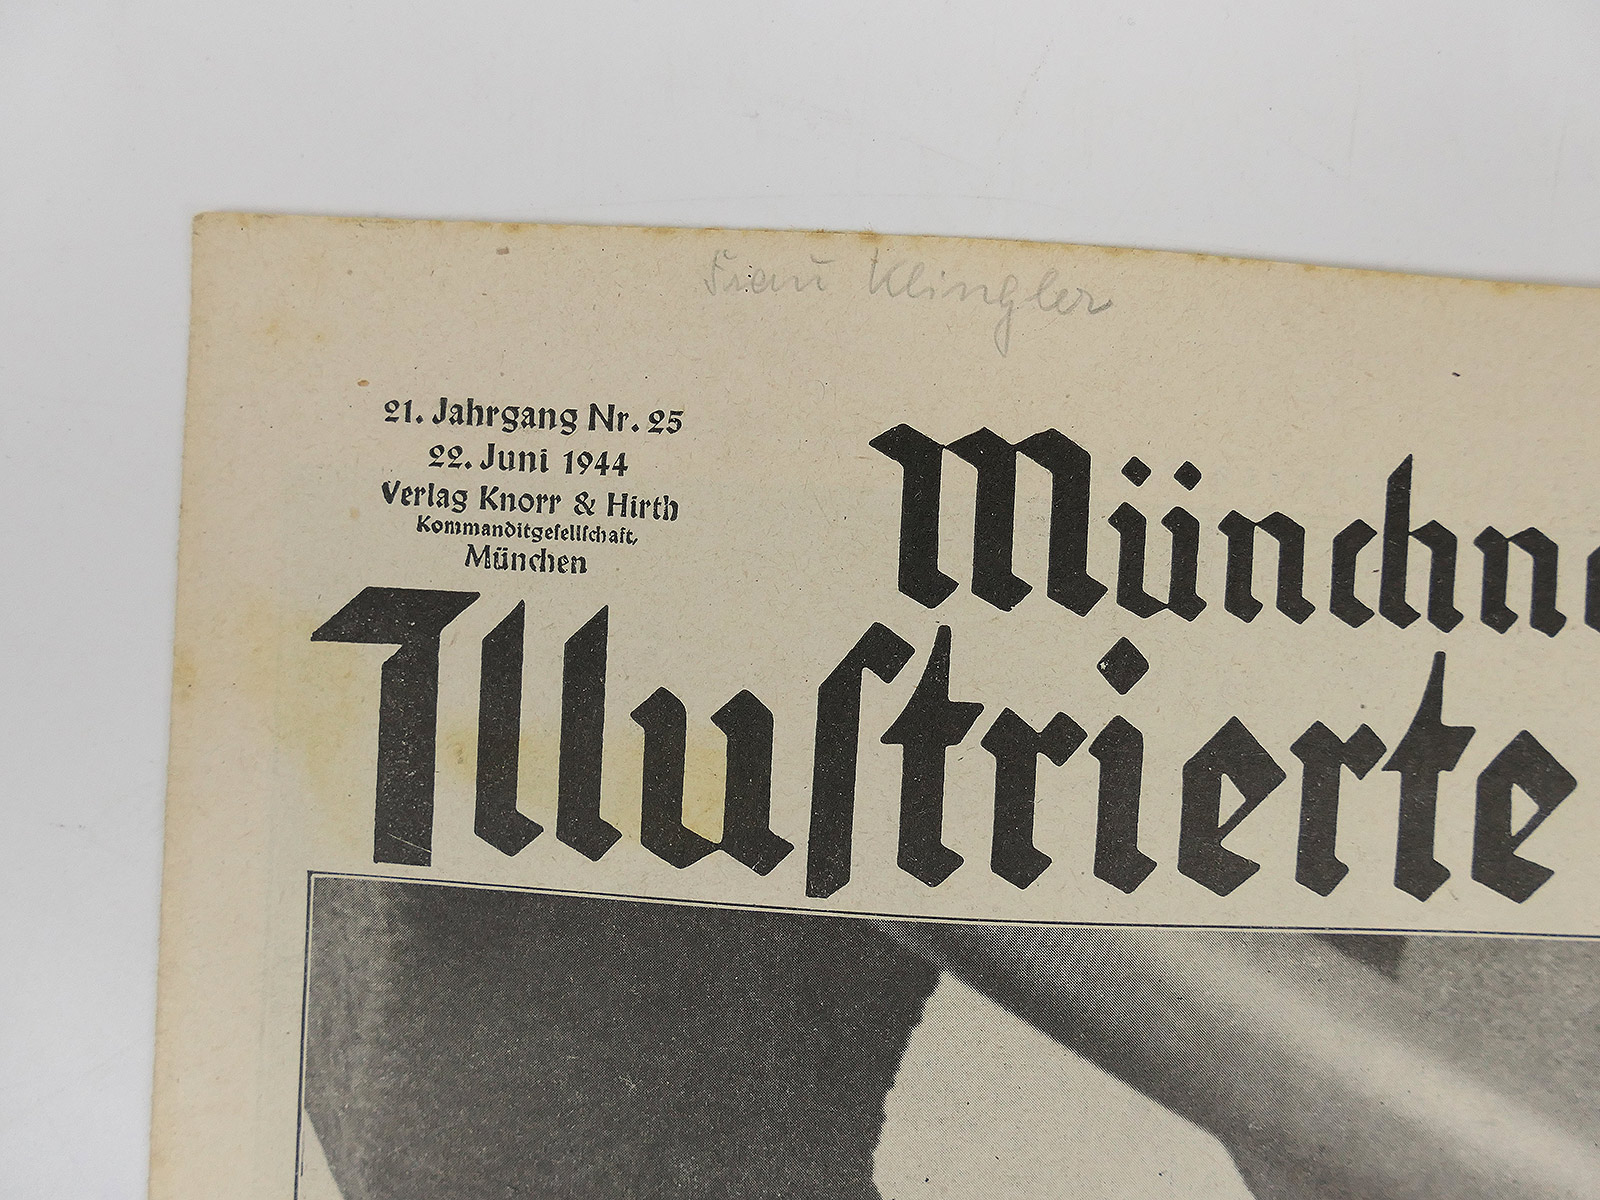 Frau Klingler
21. Jahrgang Nr. 25
22. Juni 1944
Verlag Knorr & Hirth
Kommanditgeſellſchaft,
München
Münchne
Illuſtrierte